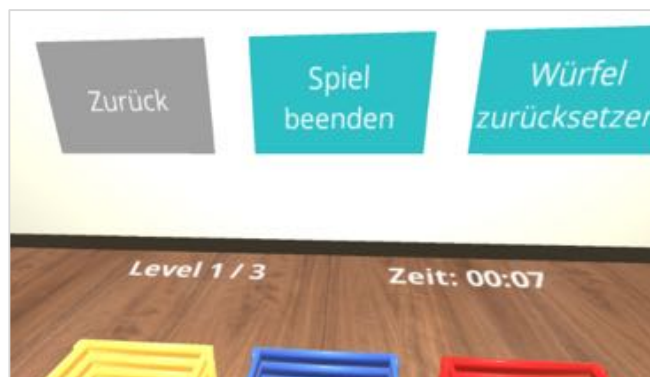 Zurück
Spiel
beenden
Würfel
zurücksetzen
Level 1 / 3
Zeit: 00:07